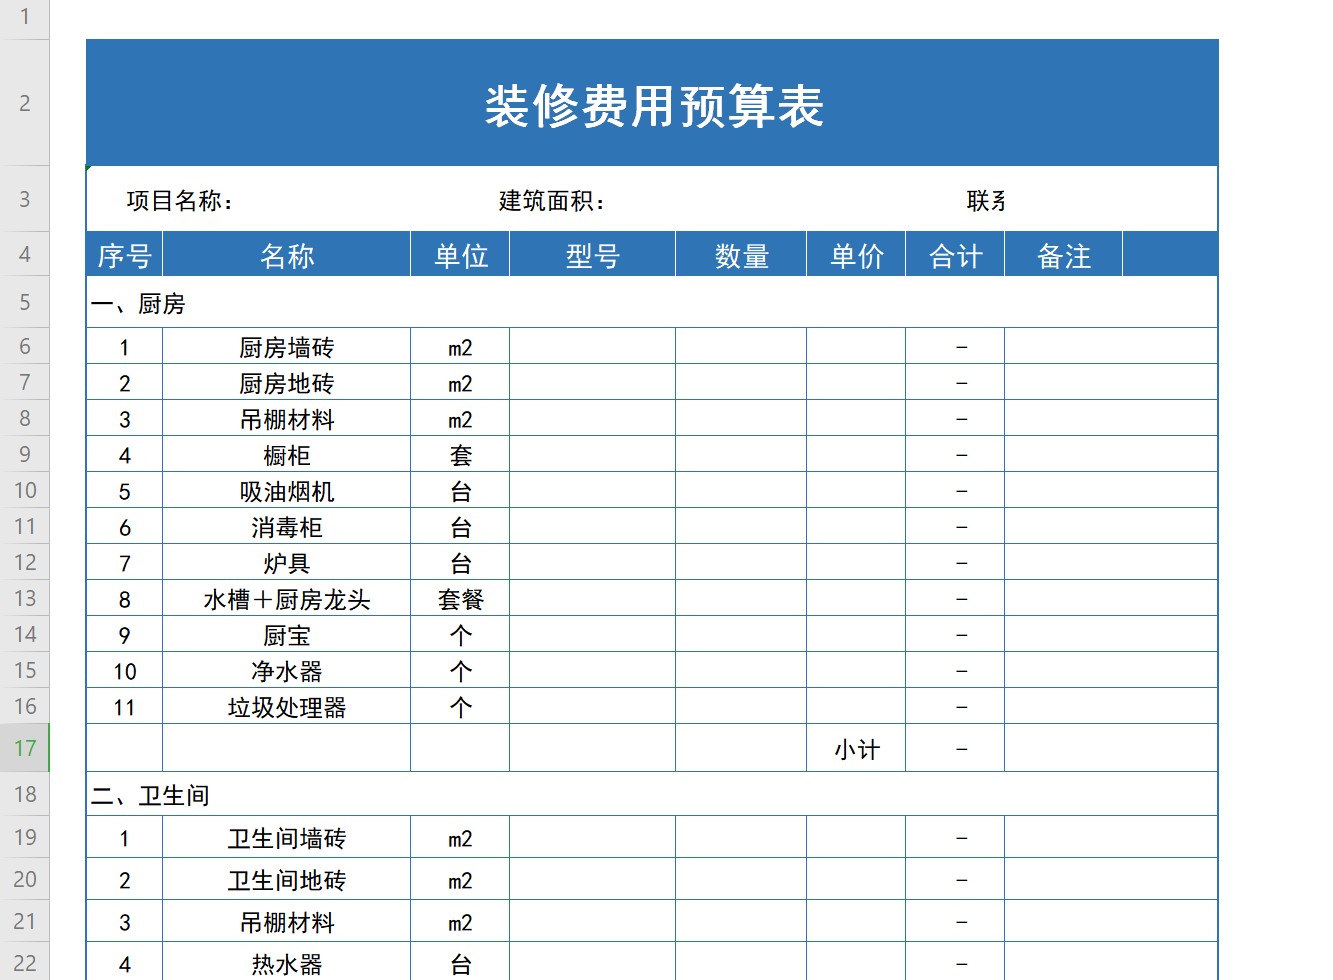 1
2 装修费用预算表
3 项目名称： 建筑面积： 联系
4 序号 名称 单位 型号 数量 单价 合计 备注
5 一、厨房
6 1 厨房墙砖 m2 -
7 2 厨房地砖 m2 -
8 3 吊棚材料 m2 -
9 4 橱柜 套 -
10 5 吸油烟机 台 -
11 6 消毒柜 台 -
12 7 炉具 台 -
13 8 水槽＋厨房龙头 套餐 -
14 9 厨宝 个 -
15 10 净水器 个 -
16 11 垃圾处理器 个 -
17 小计 -
18 二、卫生间
19 1 卫生间墙砖 m2 -
20 2 卫生间地砖 m2 -
21 3 吊棚材料 m2 -
22 4 热水器 台 -